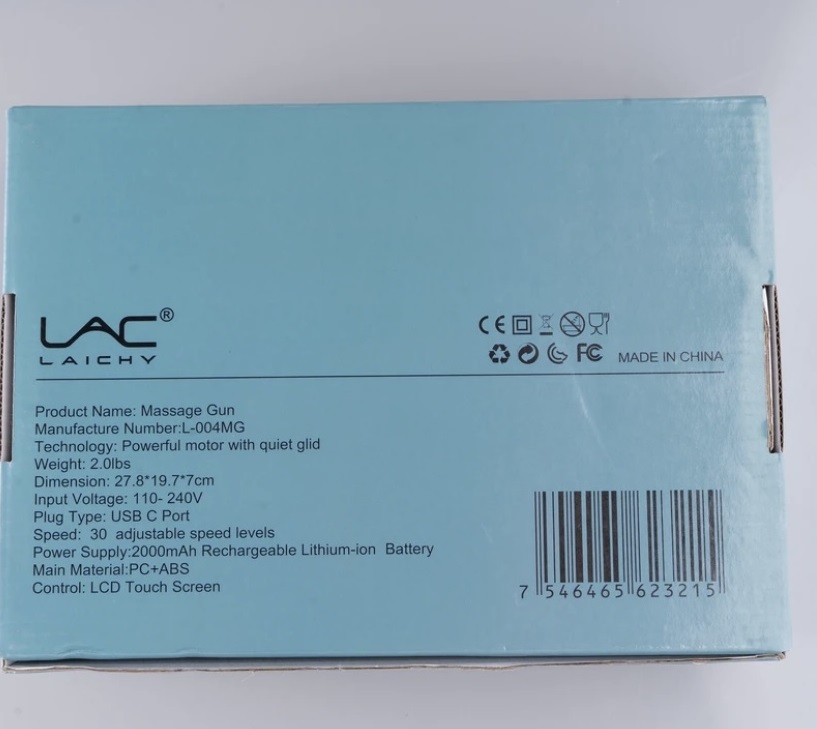 LAC®
LAICHY
CE
FC MADE IN CHINA
Product Name: Massage Gun
Manufacture Number:L-004MG
Technology: Powerful motor with quiet glid
Weight: 2.0lbs
Dimension: 27.8*19.7*7cm
Input Voltage: 110- 240V
Plug Type: USB C Port
Speed: 30 adjustable speed levels
Power Supply:2000mAh Rechargeable Lithium-ion Battery
Main Material:PC+ABS
Control: LCD Touch Screen
7 546465 623215